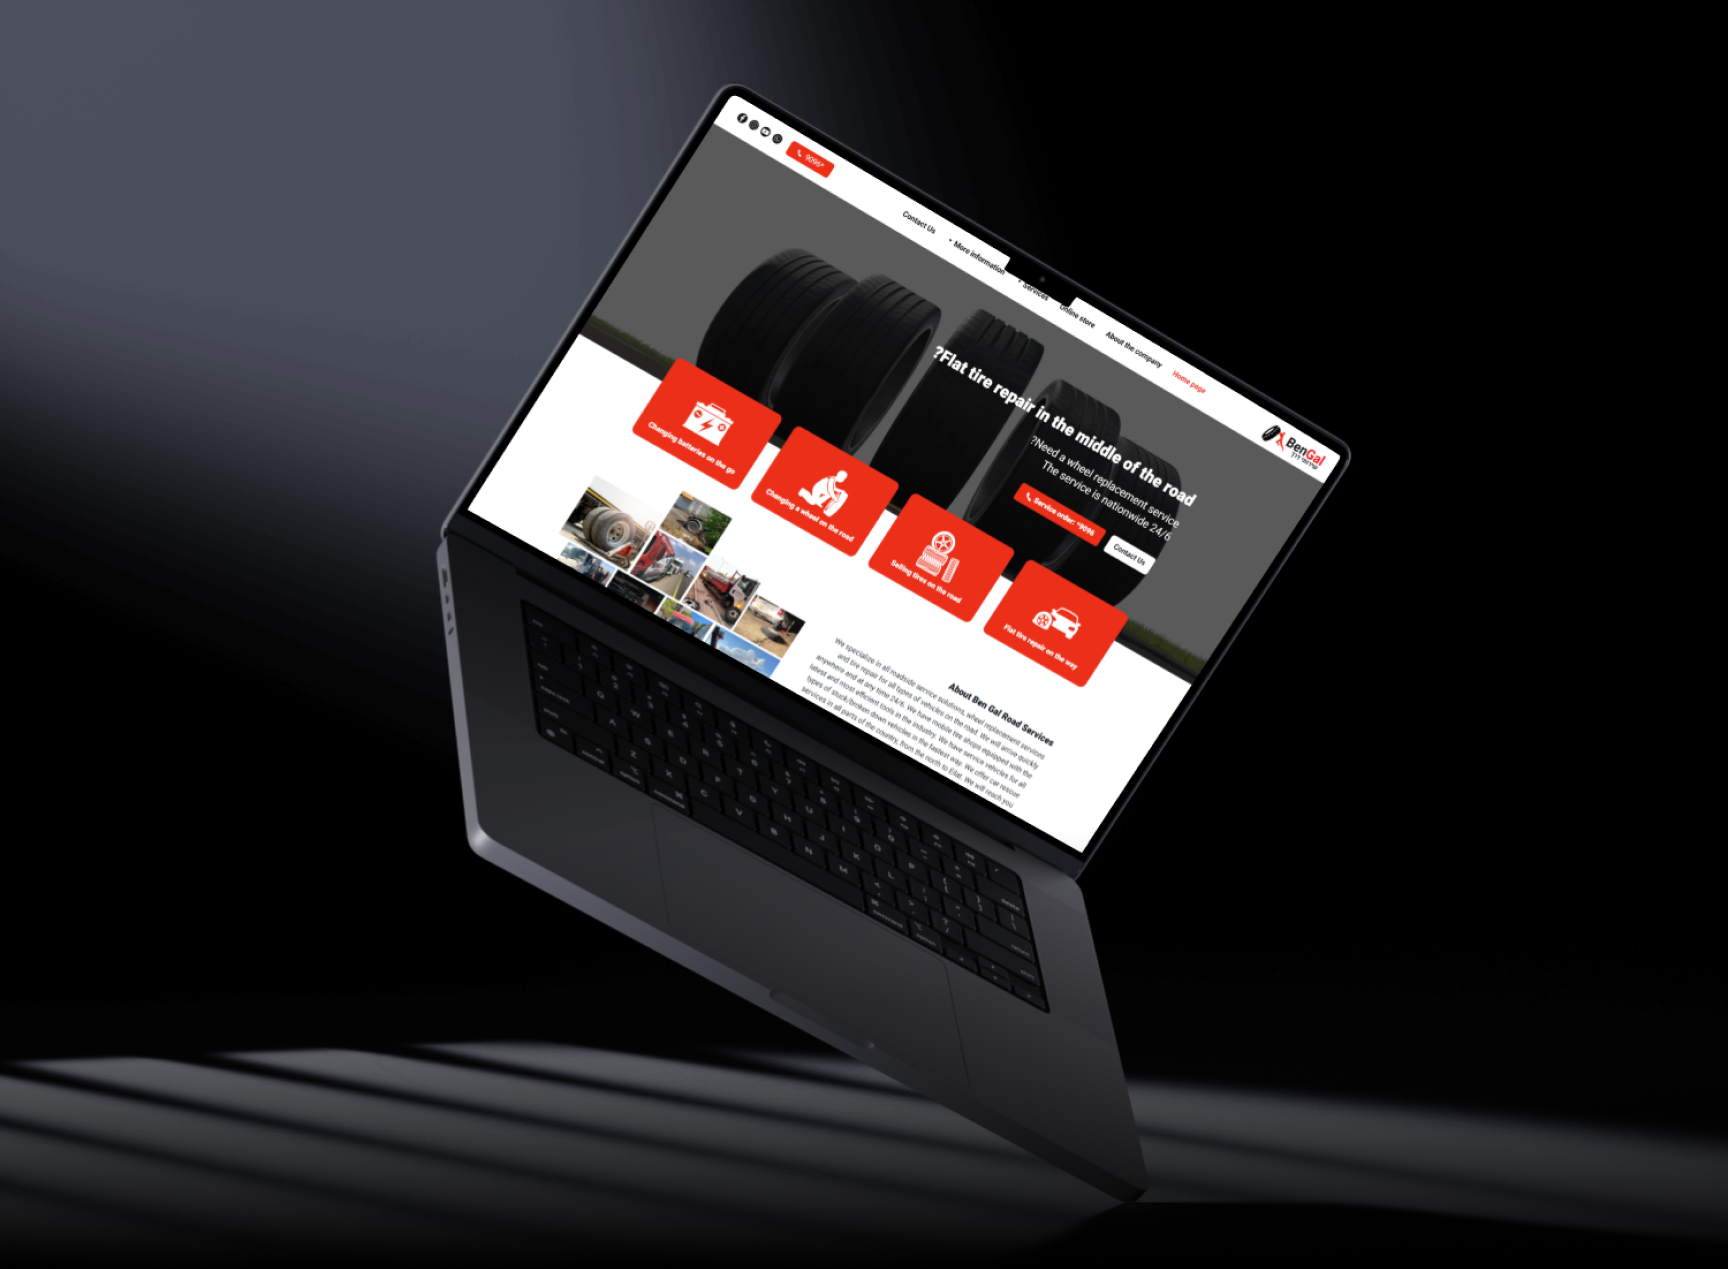 9096*
Contact Us
More information
Services
Online store
About the company
Home page
BenGal
שירותי דרך
?Flat tire repair in the middle of the road
?Need a wheel replacement service
The service is nationwide 24/6
Service order: *9096
Contact Us
Changing batteries on the go
Changing a wheel on the road
Selling tires on the road
Flat tire repair on the way
About Ben Gal Road Services
We specialize in all roadside service solutions, wheel replacement services
and tire repair for all types of vehicles on the road. We will arrive quickly
anywhere and at any time 24/6. We have mobile tire shops equipped with the
latest and most efficient tools in the industry. We have service vehicles for all
types of stuck/broken down vehicles in the fastest way. We offer car rescue
services in all parts of the country, from the north to Eilat. We will reach you